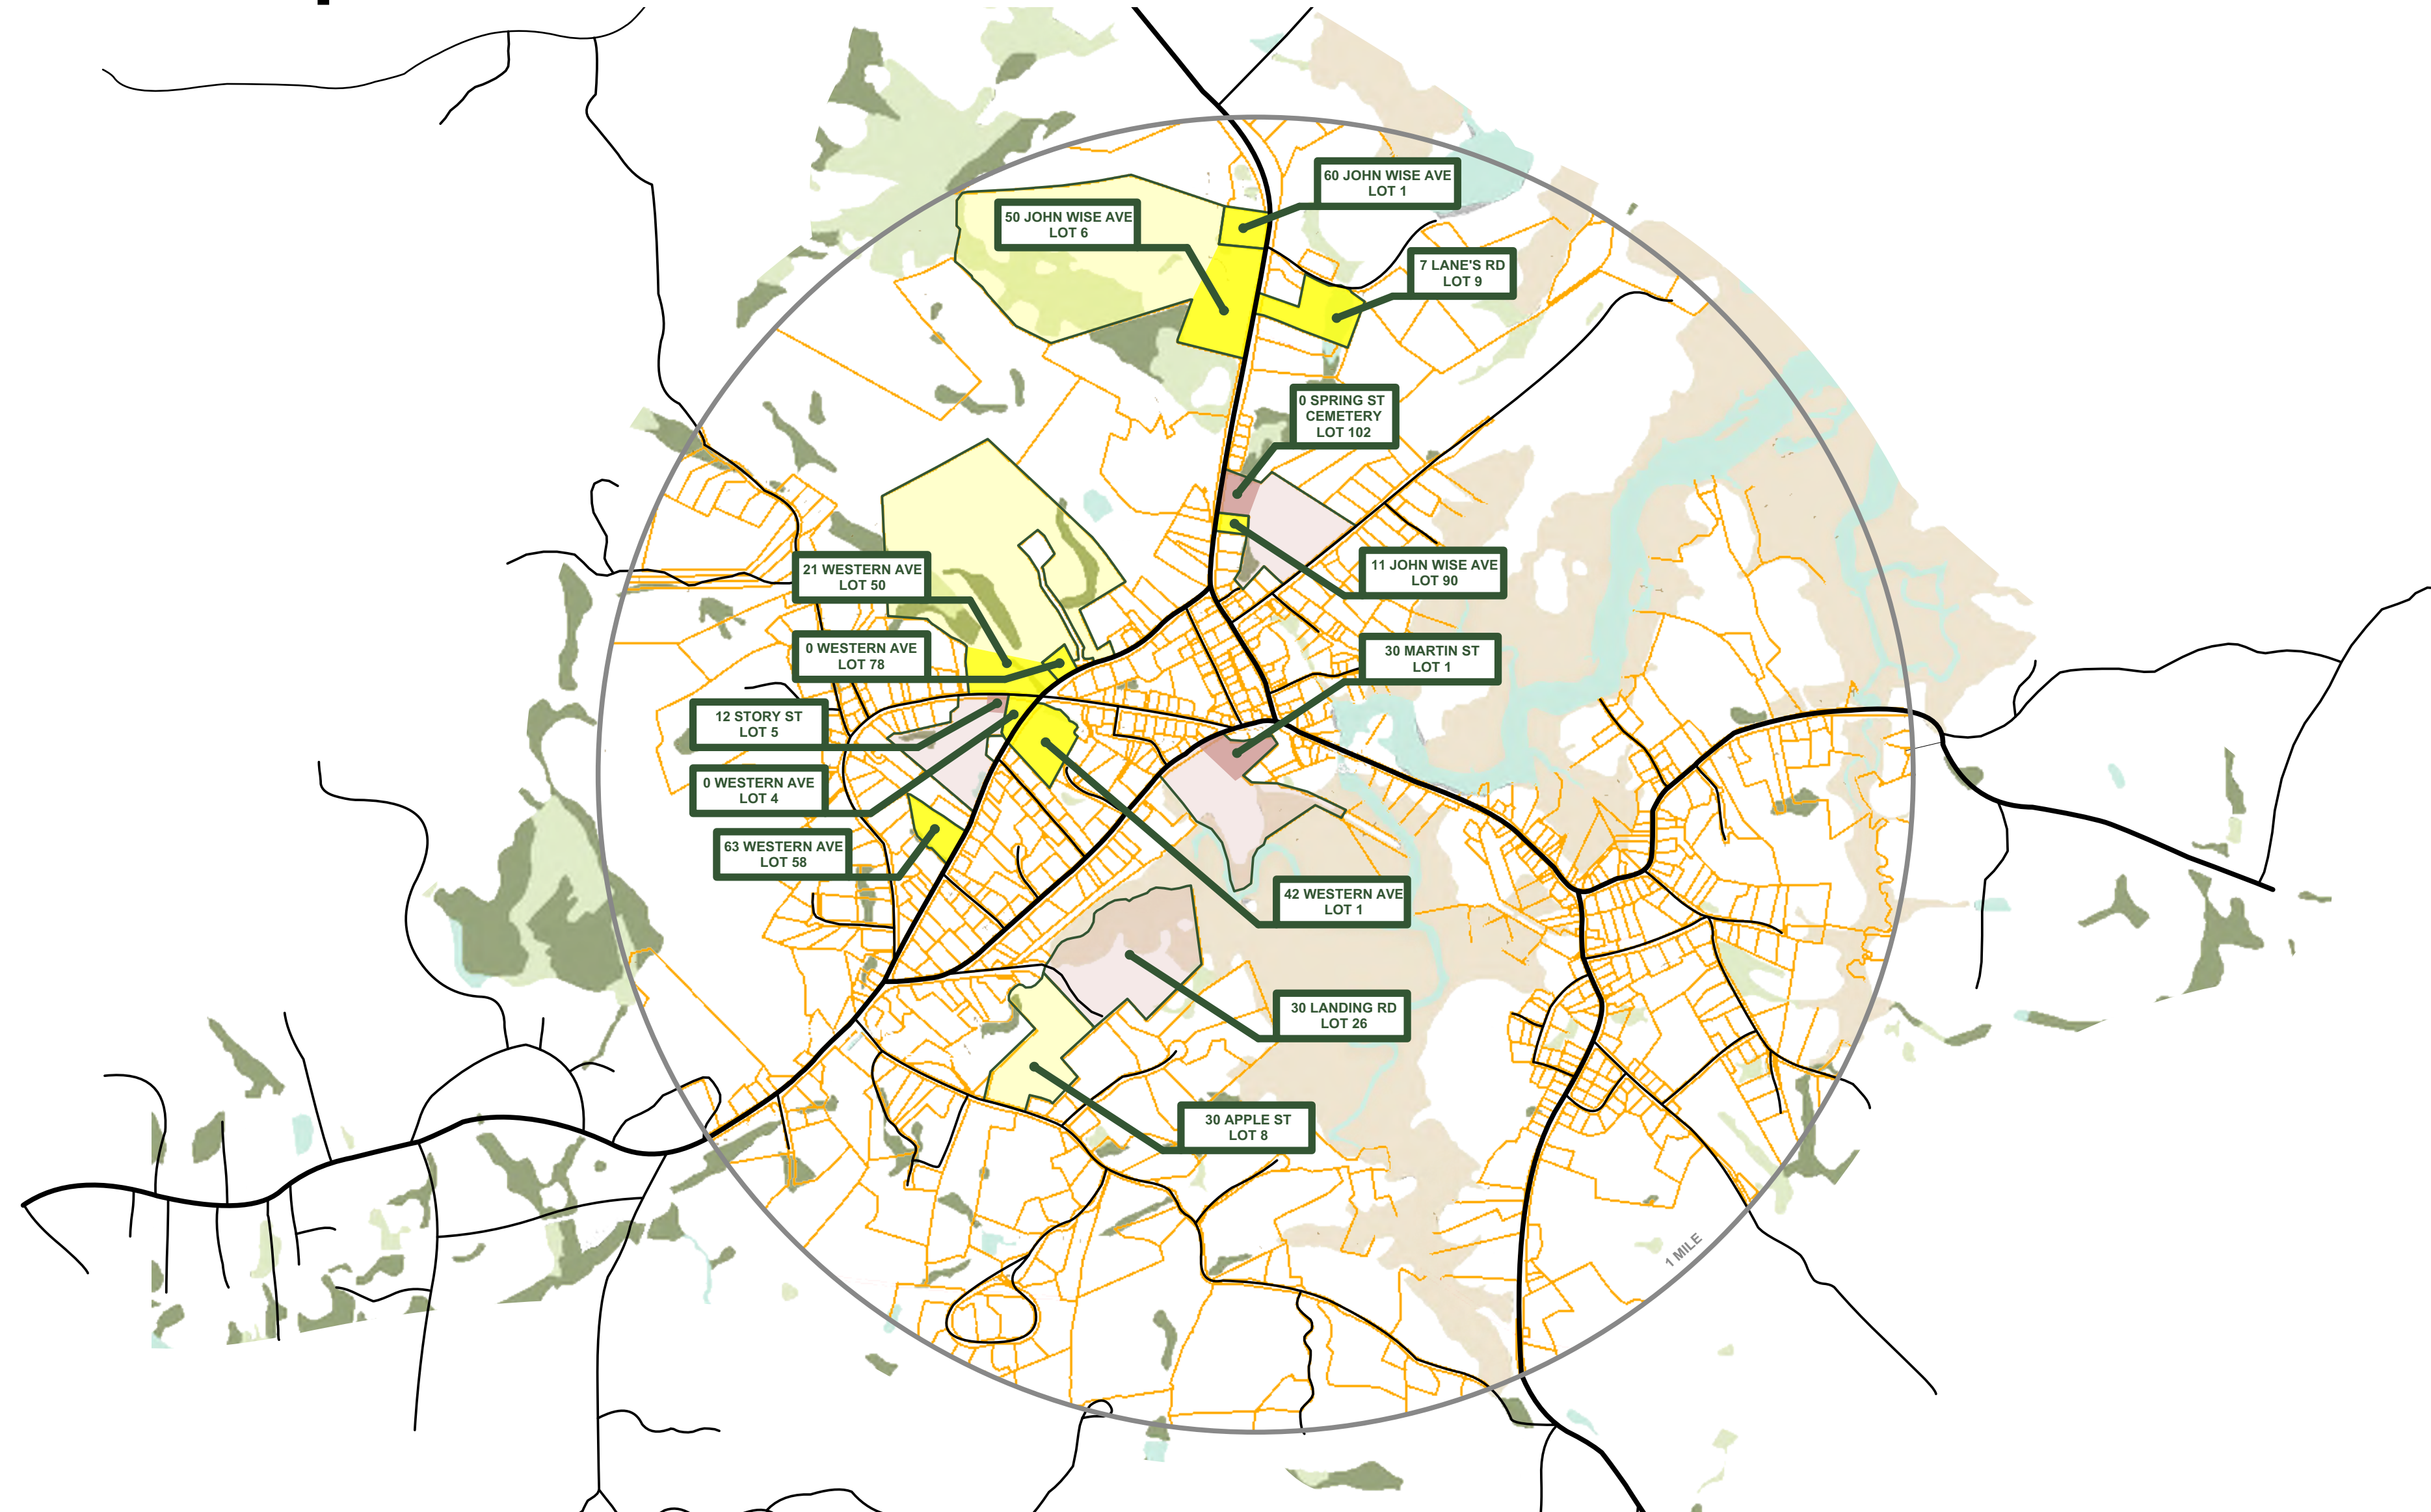 60 JOHN WISE AVE
LOT 1
50 JOHN WISE AVE
LOT 6
7 LANE'S RD
LOT 9
0 SPRING ST
CEMETERY
LOT 102
21 WESTERN AVE
LOT 50
11 JOHN WISE AVE
LOT 90
0 WESTERN AVE
LOT 78
30 MARTIN ST
LOT 1
12 STORY ST
LOT 5
0 WESTERN AVE
LOT 4
63 WESTERN AVE
LOT 58
42 WESTERN AVE
LOT 1
30 LANDING RD
LOT 26
30 APPLE ST
LOT 8
1 MILE